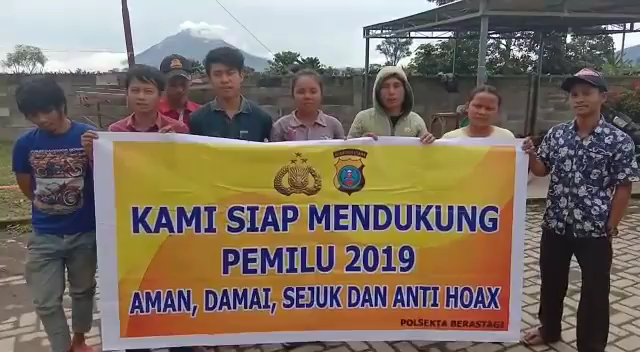 KAMI SIAP MENDUKUNG
PEMILU 2019
AMAN, DAMAI, SEJUK DAN ANTI HOAX
POLSEKTA BERASTAGI